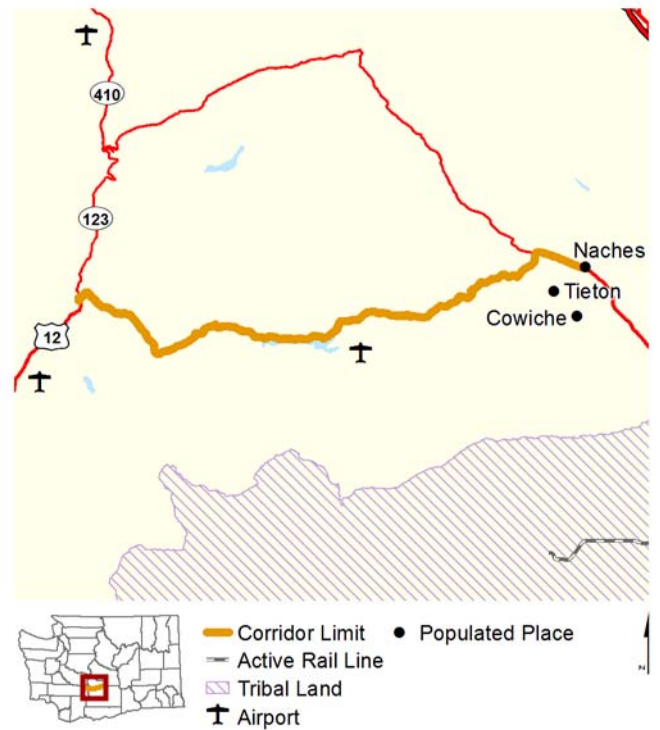 410
123
Naches
Tieton
Cowiche
12
Corridor Limit
Populated Place
Active Rail Line
Tribal Land
Airport
N